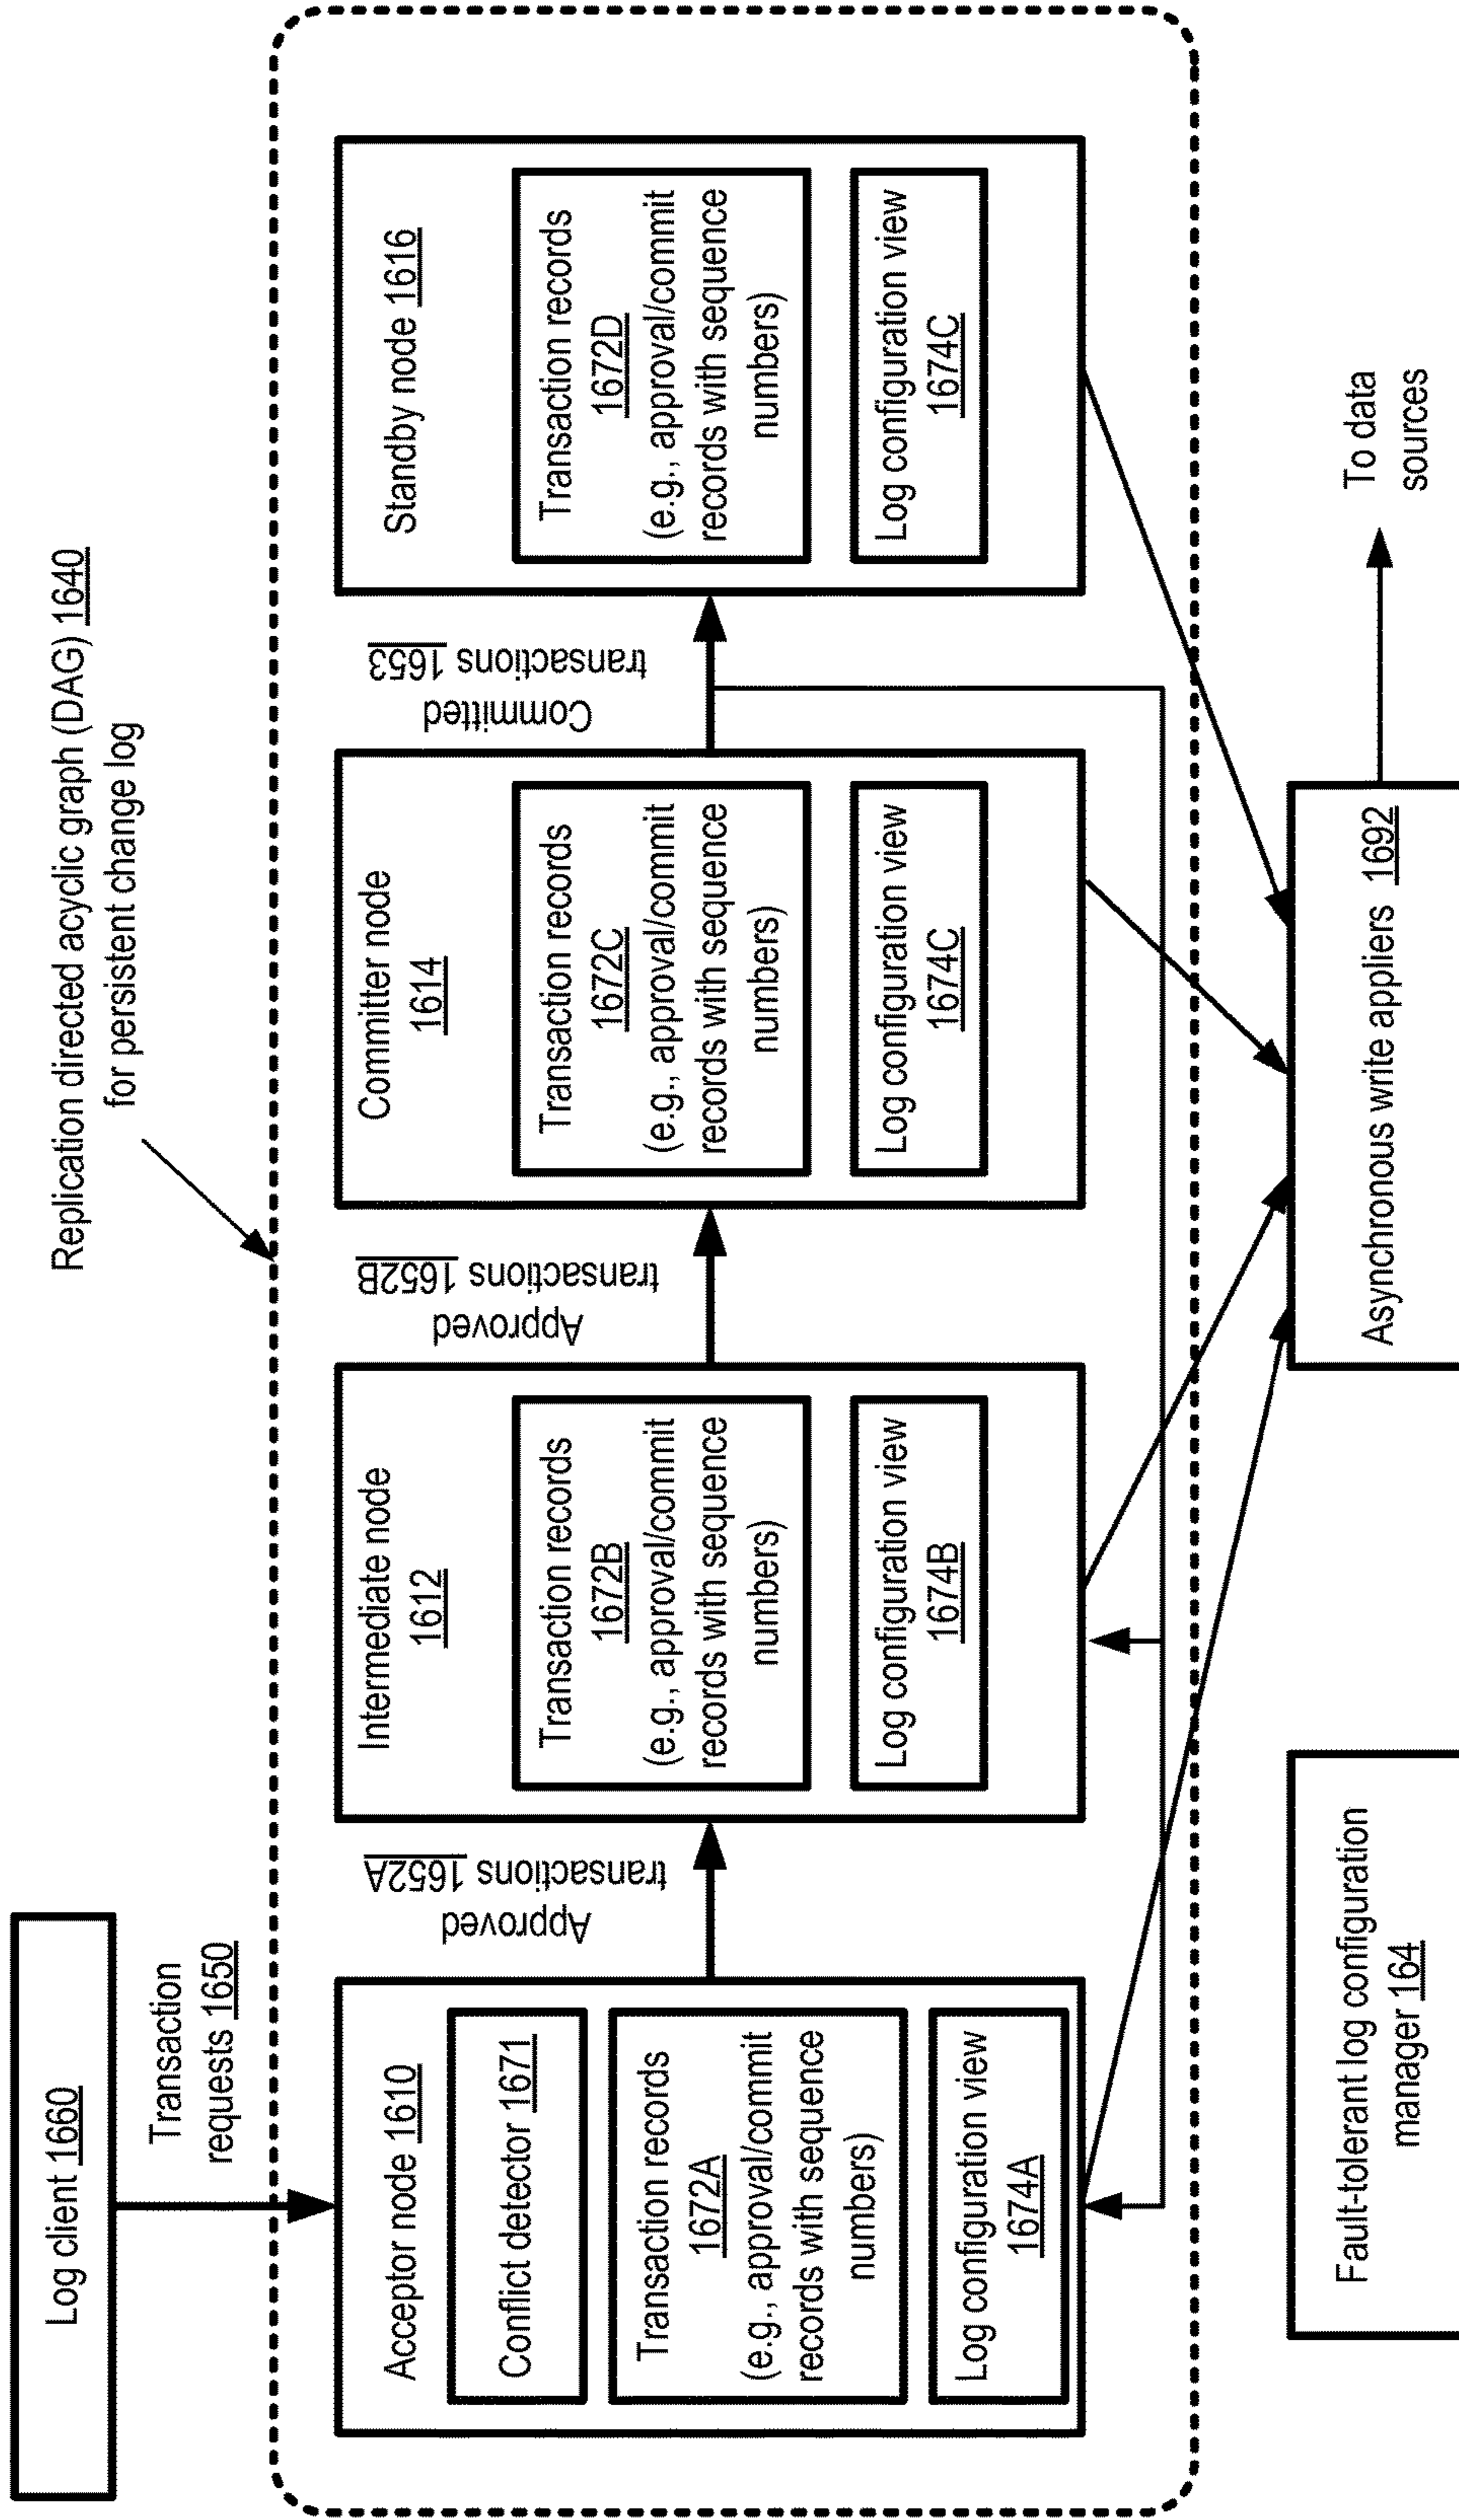 Log client 1660
Transaction
requests 1650
Replication directed acyclic graph (DAG) 1640
for persistent change log
Acceptor node 1610
Conflict detector 1671
Transaction records
1672A
(e.g., approval/commit
records with sequence
numbers)
Log configuration view
1674A
Approved
transactions 1652A
Intermediate node
1612
Transaction records
1672B
(e.g., approval/commit
records with sequence
numbers)
Log configuration view
1674B
Approved
transactions 1652B
Committer node
1614
Transaction records
1672C
(e.g., approval/commit
records with sequence
numbers)
Log configuration view
1674C
Committed
transactions 1653
Standby node 1616
Transaction records
1672D
(e.g., approval/commit
records with sequence
numbers)
Log configuration view
1674C
Fault-tolerant log configuration
manager 164
Asynchronous write appliers 1692
To data
sources